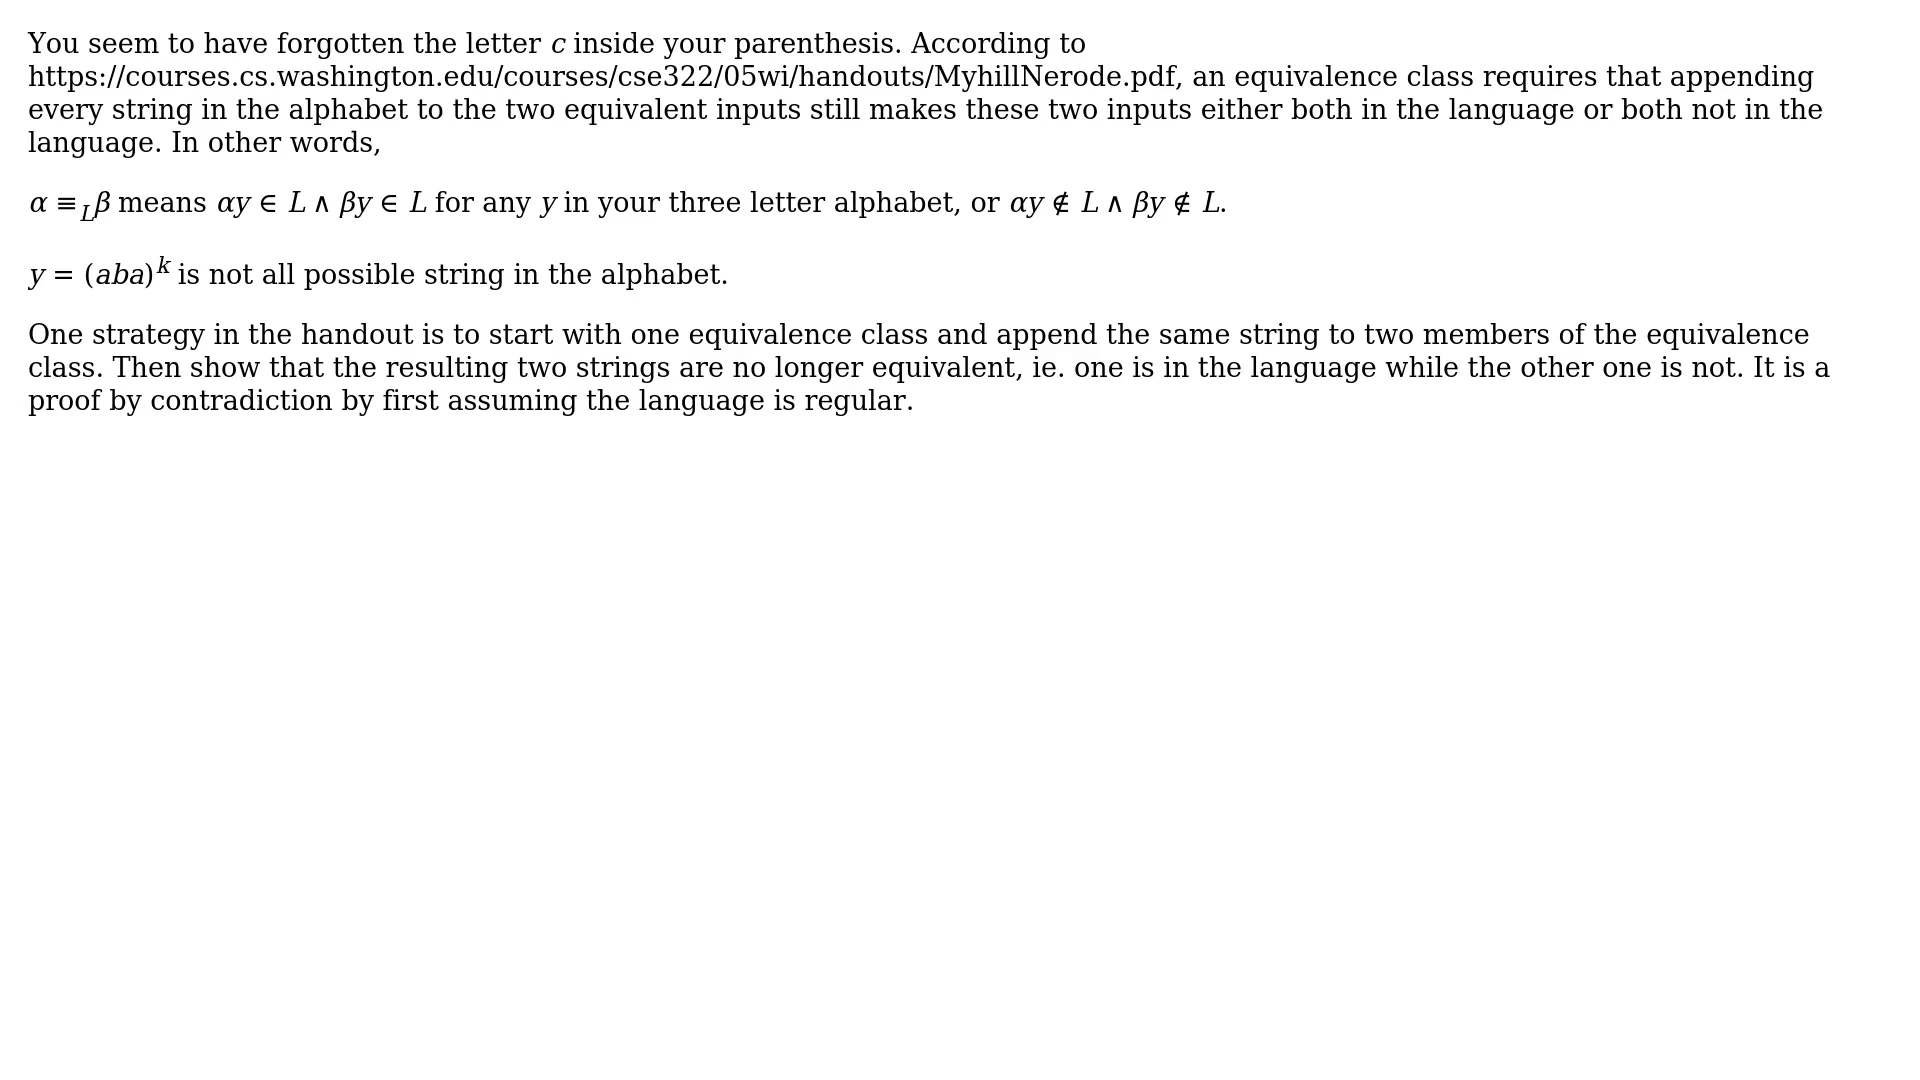 You seem to have forgotten the letter c inside your parenthesis. According to
https://courses.cs.washington.edu/courses/cse322/05wi/handouts/MyhillNerode.pdf, an equivalence class requires that appending
every string in the alphabet to the two equivalent inputs still makes these two inputs either both in the language or both not in the
language. In other words,
α ≡_L β means αy ∈ L ∧ βy ∈ L for any y in your three letter alphabet, or αy ∉ L ∧ βy ∉ L.
y = (aba)^k is not all possible string in the alphabet.
One strategy in the handout is to start with one equivalence class and append the same string to two members of the equivalence
class. Then show that the resulting two strings are no longer equivalent, ie. one is in the language while the other one is not. It is a
proof by contradiction by first assuming the language is regular.